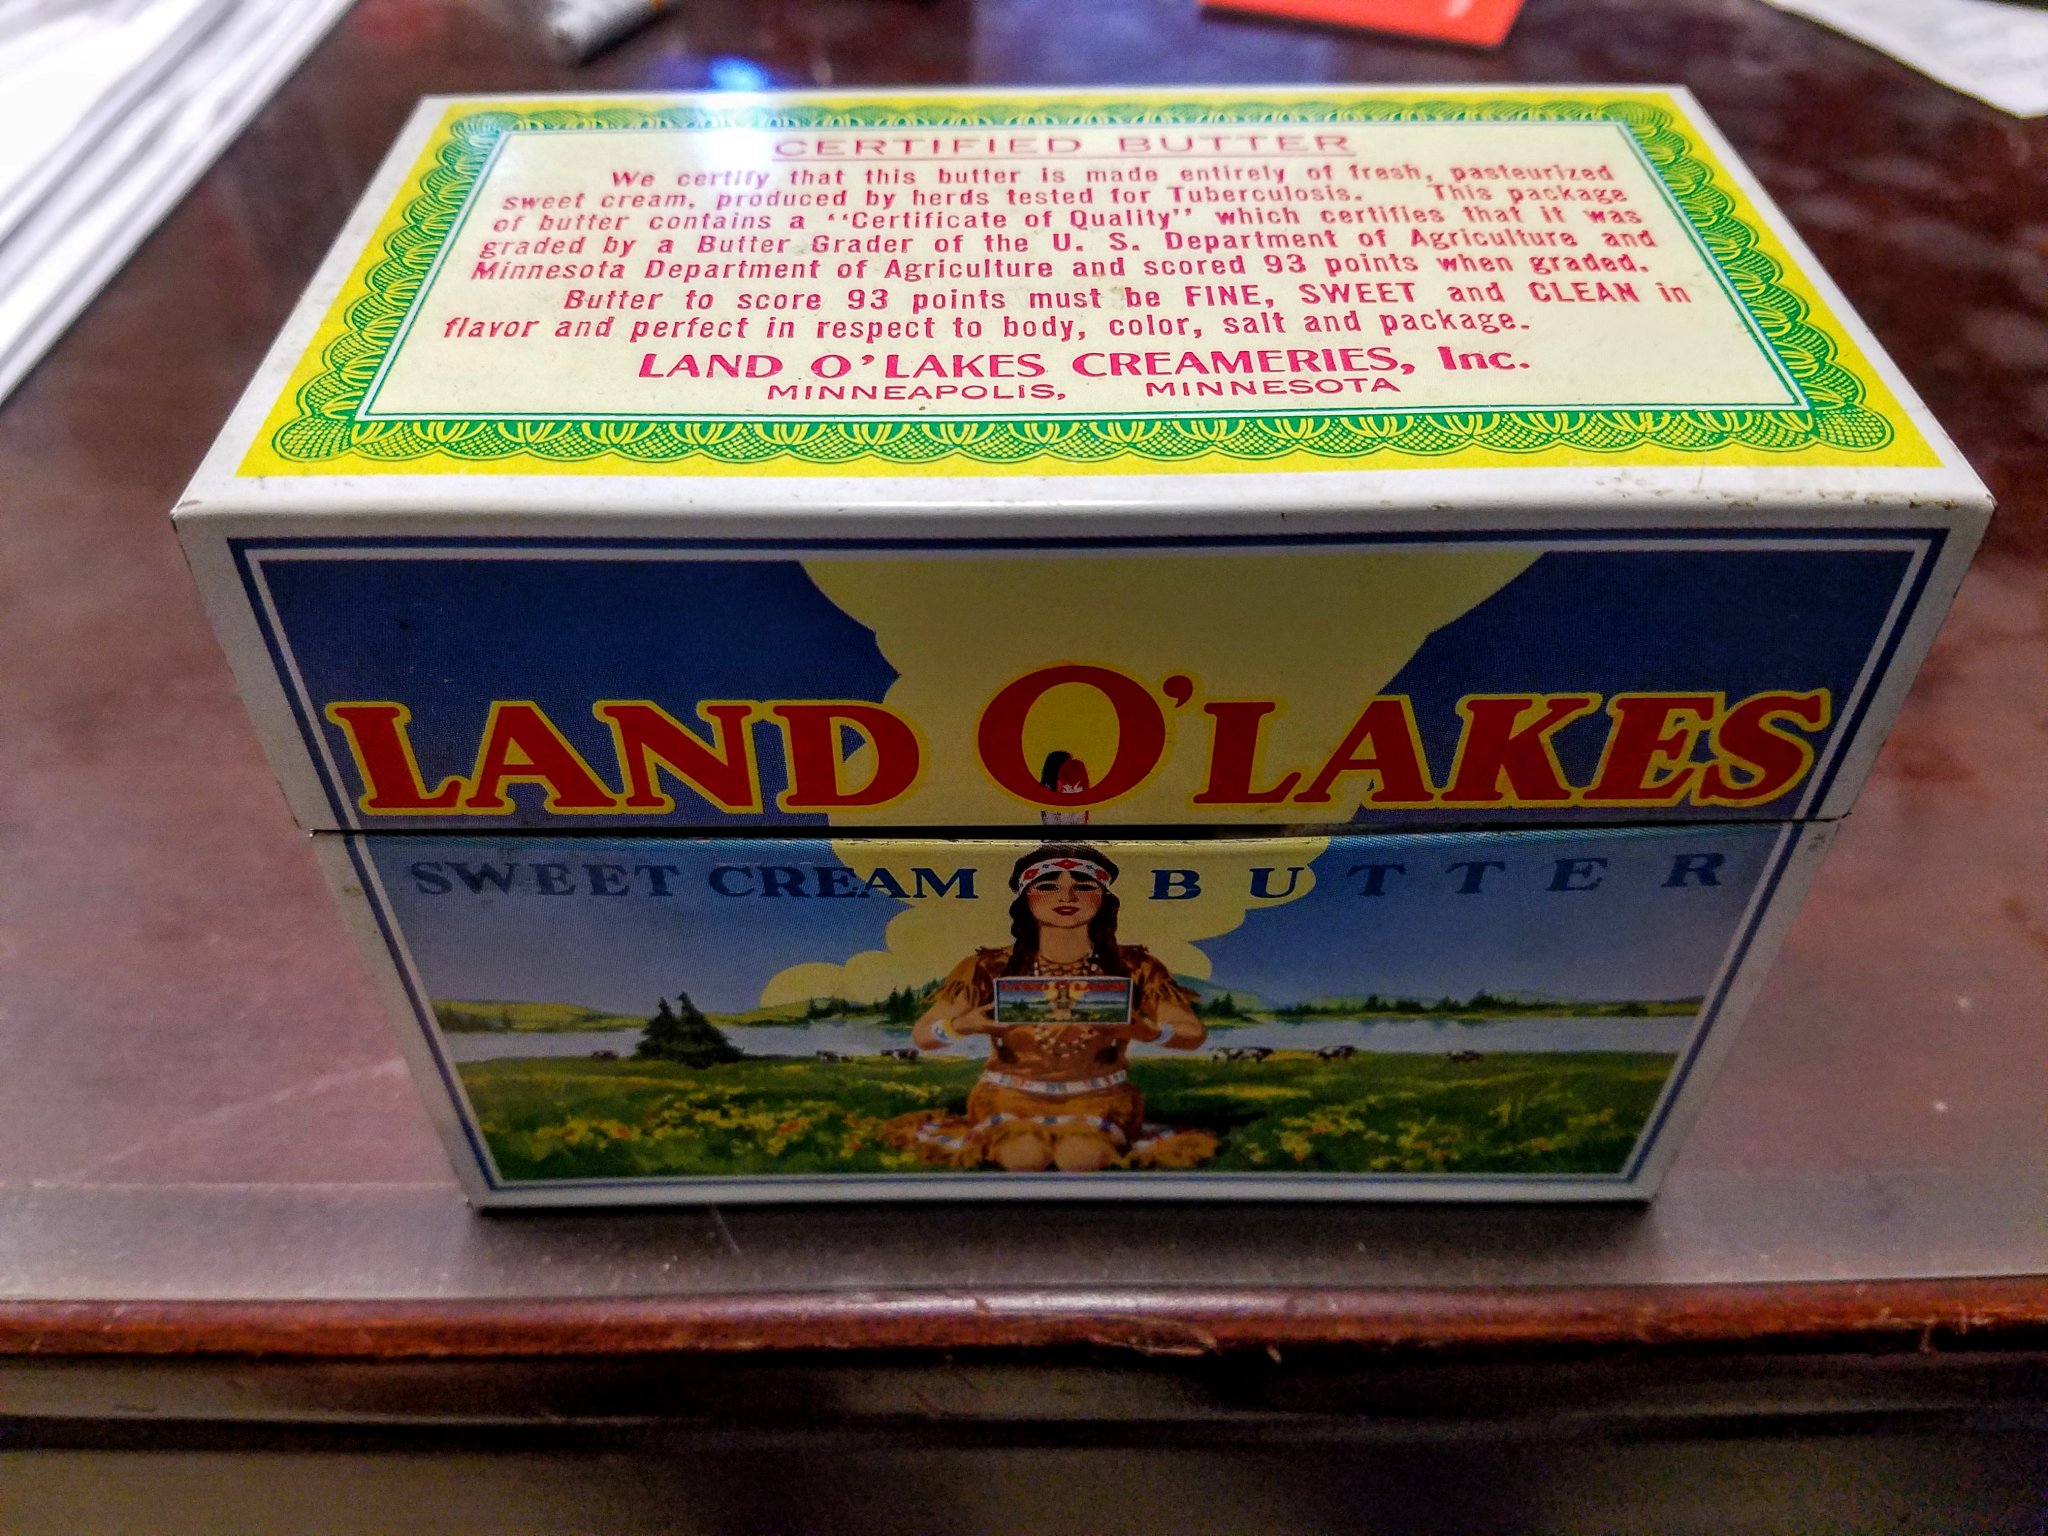 CERTIFIED BUTTER
We certify that this butter is made entirely of fresh, pasteurized
sweet cream, produced by herds tested for Tuberculosis. This package
of butter contains a "Certificate of Quality" which certifies that it was
graded by a Butter Grader of the U. S. Department of Agriculture and
Minnesota Department of Agriculture and scored 93 points when graded.
Butter to score 93 points must be FINE, SWEET and CLEAN in
flavor and perfect in respect to body, color, salt and package.
LAND O'LAKES CREAMERIES, Inc.
MINNEAPOLIS, MINNESOTA
LAND O'LAKES
SWEET CREAM BUTTER
LAND O'LAKES